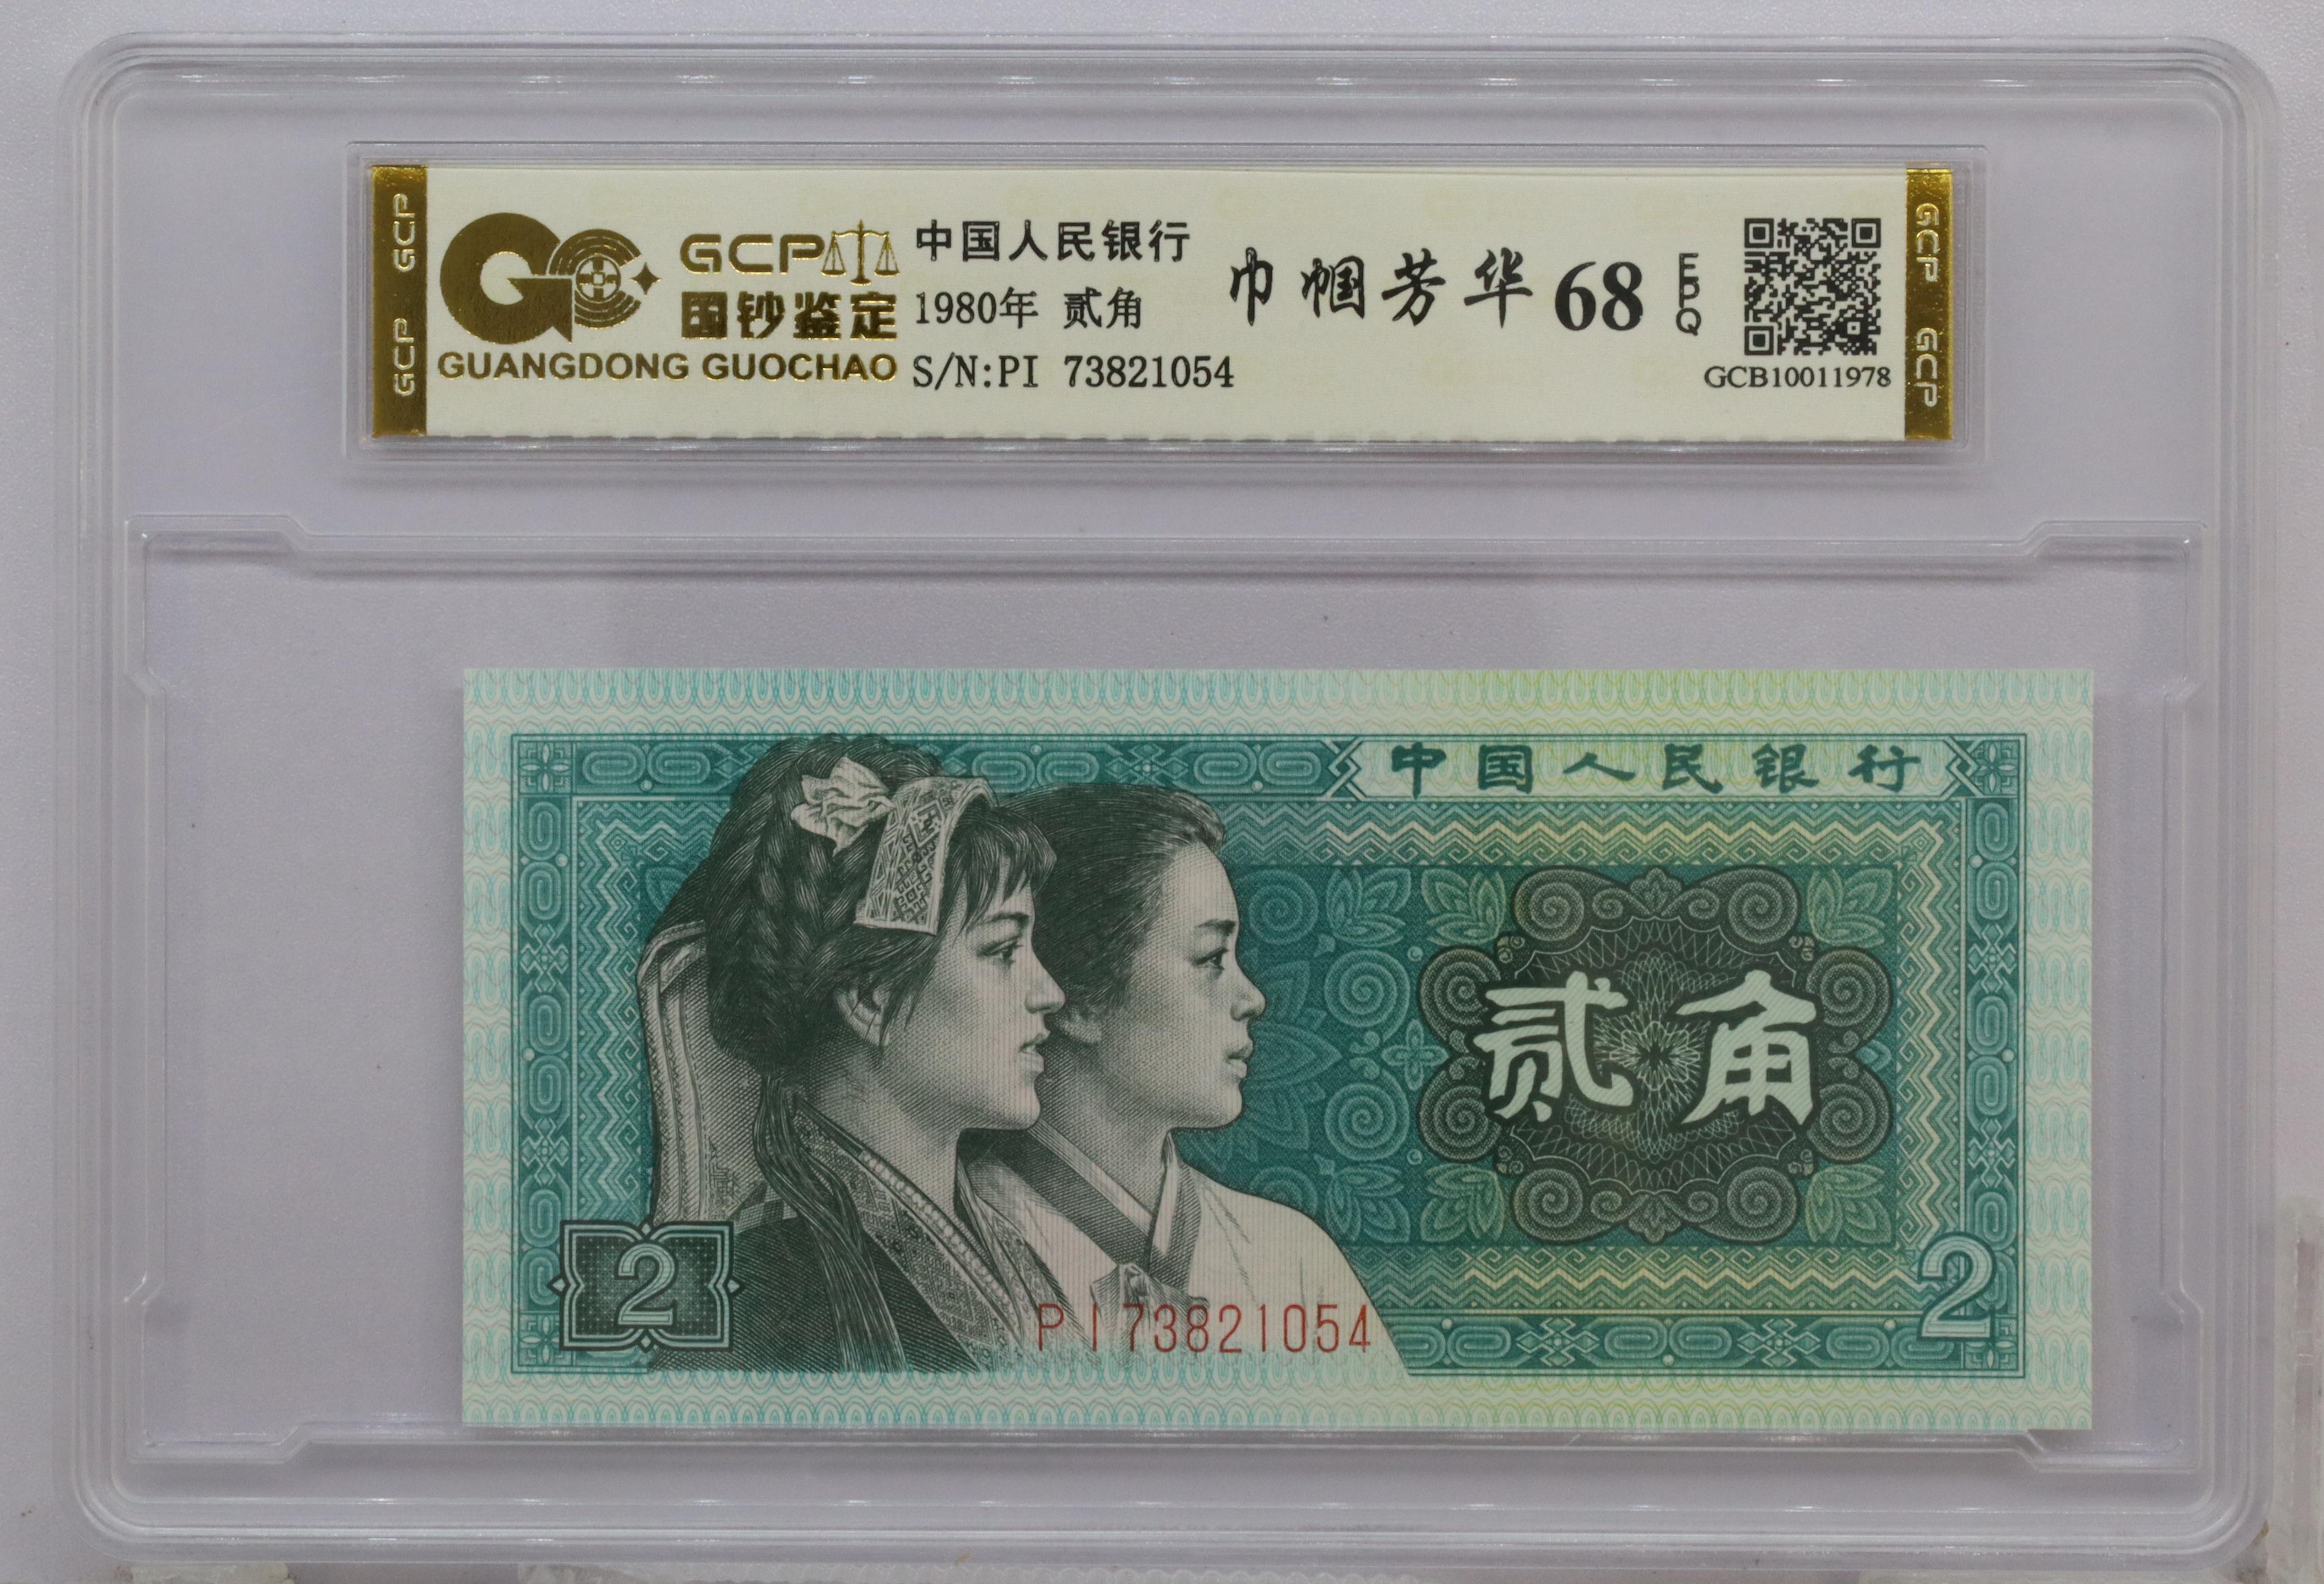 GCP GCP
GCP
国钞鉴定
GUANGDONG GUOCHAO
中国人民银行
1980年 贰角
S/N:PI 73821054
巾帼芳华 68
EPQ
GCB10011978
GCP GCP
中国人民银行
贰角
2
PI73821054
2